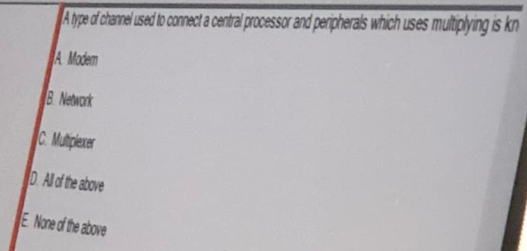 A type of channel used to connect a central processor and peripherals which uses multiplying is kn
A. Modem
B. Network
C. Multiplexer
D. All of the above
E. None of the above